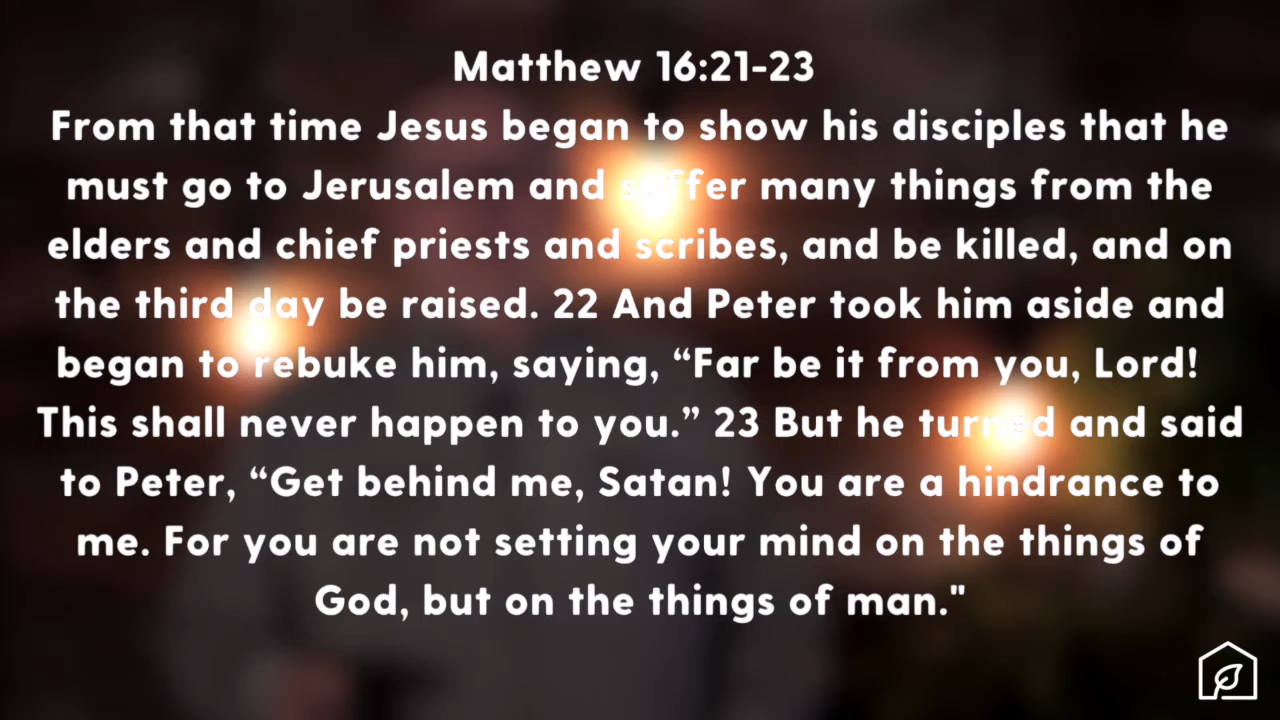 Matthew 16:21-23
From that time Jesus began to show his disciples that he
must go to Jerusalem and suffer many things from the
elders and chief priests and scribes, and be killed, and on
the third day be raised. 22 And Peter took him aside and
began to rebuke him, saying, “Far be it from you, Lord!
This shall never happen to you.” 23 But he turned and said
to Peter, “Get behind me, Satan! You are a hindrance to
me. For you are not setting your mind on the things of
God, but on the things of man."